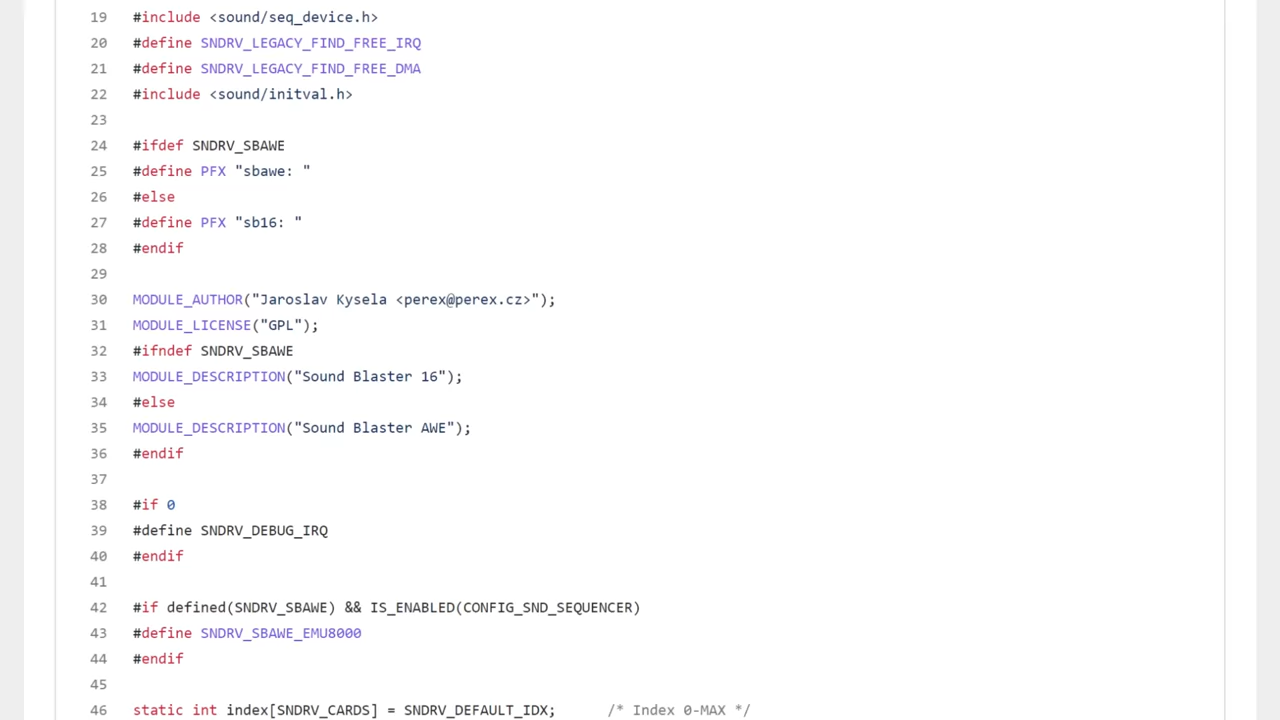 19 #include <sound/seq_device.h>
20 #define SNDRV_LEGACY_FIND_FREE_IRQ
21 #define SNDRV_LEGACY_FIND_FREE_DMA
22 #include <sound/initval.h>
23
24 #ifdef SNDRV_SBAWE
25 #define PFX "sbawe: "
26 #else
27 #define PFX "sb16: "
28 #endif
29
30 MODULE_AUTHOR("Jaroslav Kysela <perex@perex.cz>");
31 MODULE_LICENSE("GPL");
32 #ifndef SNDRV_SBAWE
33 MODULE_DESCRIPTION("Sound Blaster 16");
34 #else
35 MODULE_DESCRIPTION("Sound Blaster AWE");
36 #endif
37
38 #if 0
39 #define SNDRV_DEBUG_IRQ
40 #endif
41
42 #if defined(SNDRV_SBAWE) && IS_ENABLED(CONFIG_SND_SEQUENCER)
43 #define SNDRV_SBAWE_EMU8000
44 #endif
45
46 static int index[SNDRV_CARDS] = SNDRV_DEFAULT_IDX; /* Index 0-MAX */